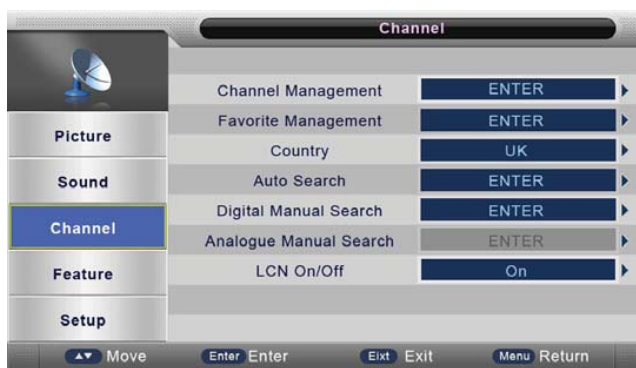 Channel
Channel Management ENTER
Favorite Management ENTER
Country UK
Auto Search ENTER
Digital Manual Search ENTER
Analogue Manual Search ENTER
LCN On/Off On
Picture
Sound
Channel
Feature
Setup
Move Enter Enter Eixt Exit Menu Return